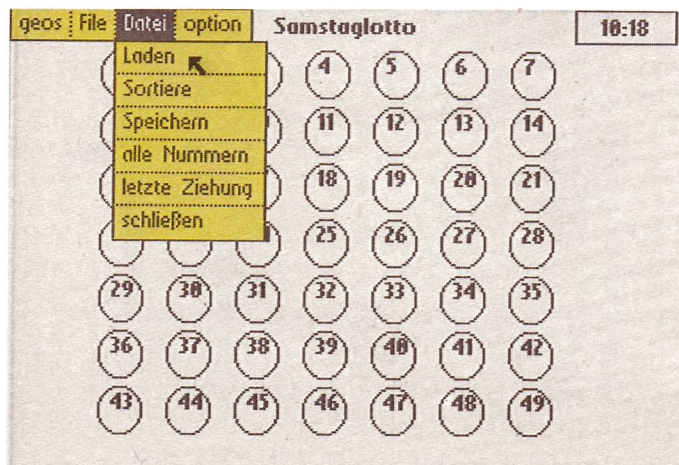 geos File Datei option Samstaglotto 10:18
Laden 4 5 6 7
Sortiere
Speichern 11 12 13 14
alle Nummern
letzte Ziehung 18 19 20 21
schließen
25 26 27 28
29 30 31 32 33 34 35
36 37 38 39 40 41 42
43 44 45 46 47 48 49